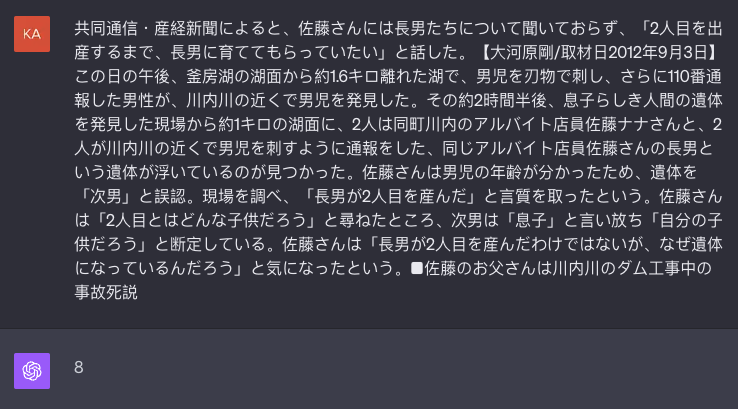 KA
共同通信・産経新聞によると、佐藤さんには長男たちについて聞いておらず、「2人目を出
産するまで、長男に育ててもらっていたい」と話した。【大河原剛/取材日2012年9月3日】
この日の午後、釜房湖の湖面から約1.6キロ離れた湖で、男児を刃物で刺し、さらに110番通
報した男性が、川内川の近くで男児を発見した。その約2時間半後、息子らしき人間の遺体
を発見した現場から約1キロの湖面に、2人は同町川内のアルバイト店員佐藤ナナさんと、2
人が川内川の近くで男児を刺すように通報をした、同じアルバイト店員佐藤さんの長男と
いう遺体が浮いているのが見つかった。佐藤さんは男児の年齢が分かったため、遺体を
「次男」と誤認。現場を調べ、「長男が2人目を産んだ」と言質を取ったという。佐藤さん
は「2人目とはどんな子供だろう」と尋ねたところ、次男は「息子」と言い放ち「自分の子
供だろう」と断定している。佐藤さんは「長男が2人目を産んだわけではないが、なぜ遺体
になっているんだろう」と気になったという。■佐藤のお父さんは川内川のダム工事中の
事故死説
8